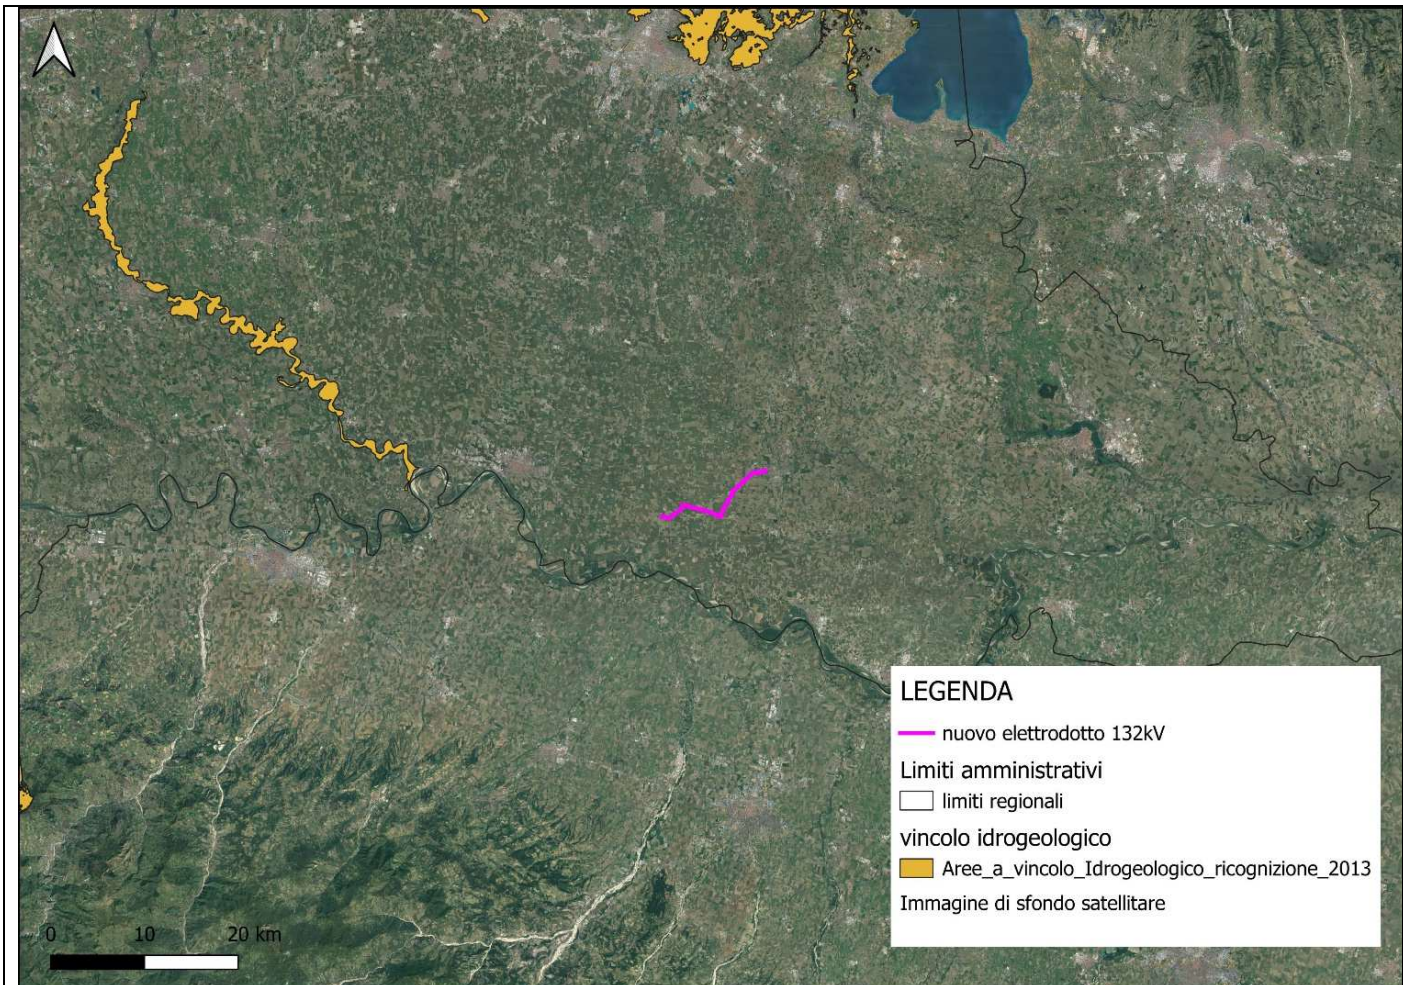 LEGENDA
nuovo elettrodotto 132kV
Limiti amministrativi
limiti regionali
vincolo idrogeologico
Aree_a_vincolo_Idrogeologico_ricognizione_2013
Immagine di sfondo satellitare
0 10 20 km